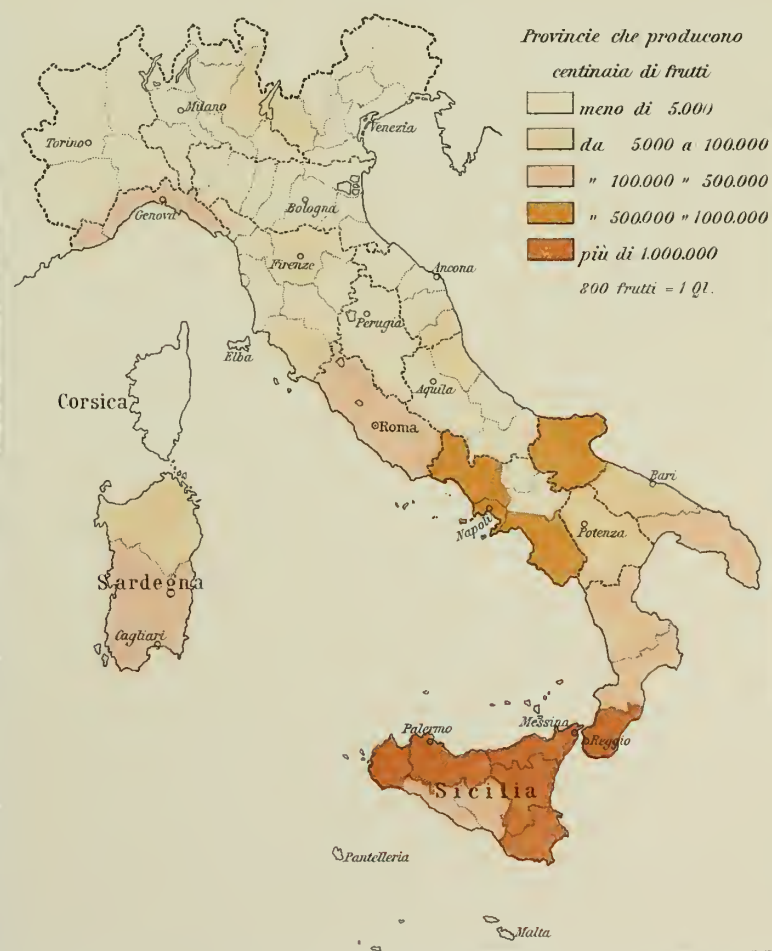 Provincie che producono
centinaia di frutti
meno di 5.000
da 5.000 a 100.000
" 100.000 " 500.000
" 500.000 " 1000.000
più di 1.000.000
800 frutti = 1 Ql.
Milano
Venezia
Torino
Genova
Bologna
Firenze
Ancona
Perugia
Elba
Aquila
Corsica
Roma
Bari
Napoli
Potenza
Sardegna
Cagliari
Messina
Palermo
Reggio
Sicilia
Pantelleria
Malta